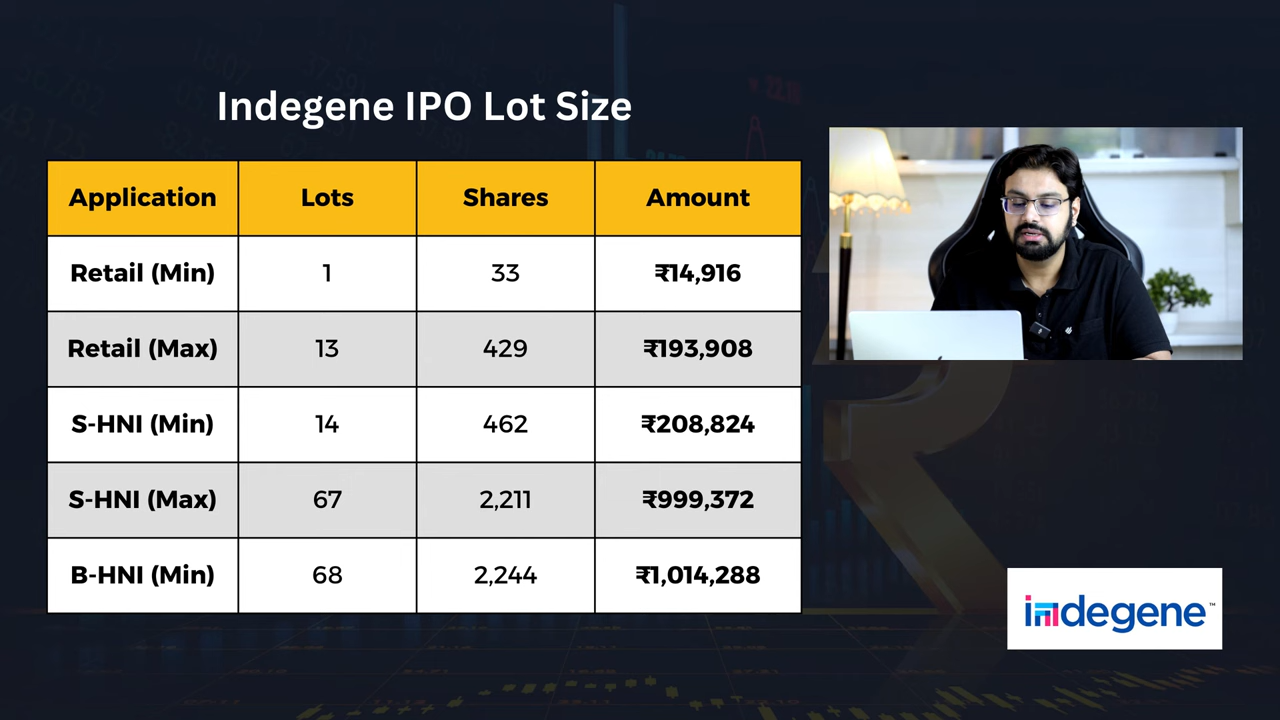 Indegene IPO Lot Size
Application Lots Shares Amount
Retail (Min) 1 33 ₹14,916
Retail (Max) 13 429 ₹193,908
S-HNI (Min) 14 462 ₹208,824
S-HNI (Max) 67 2,211 ₹999,372
B-HNI (Min) 68 2,244 ₹1,014,288
indegene™